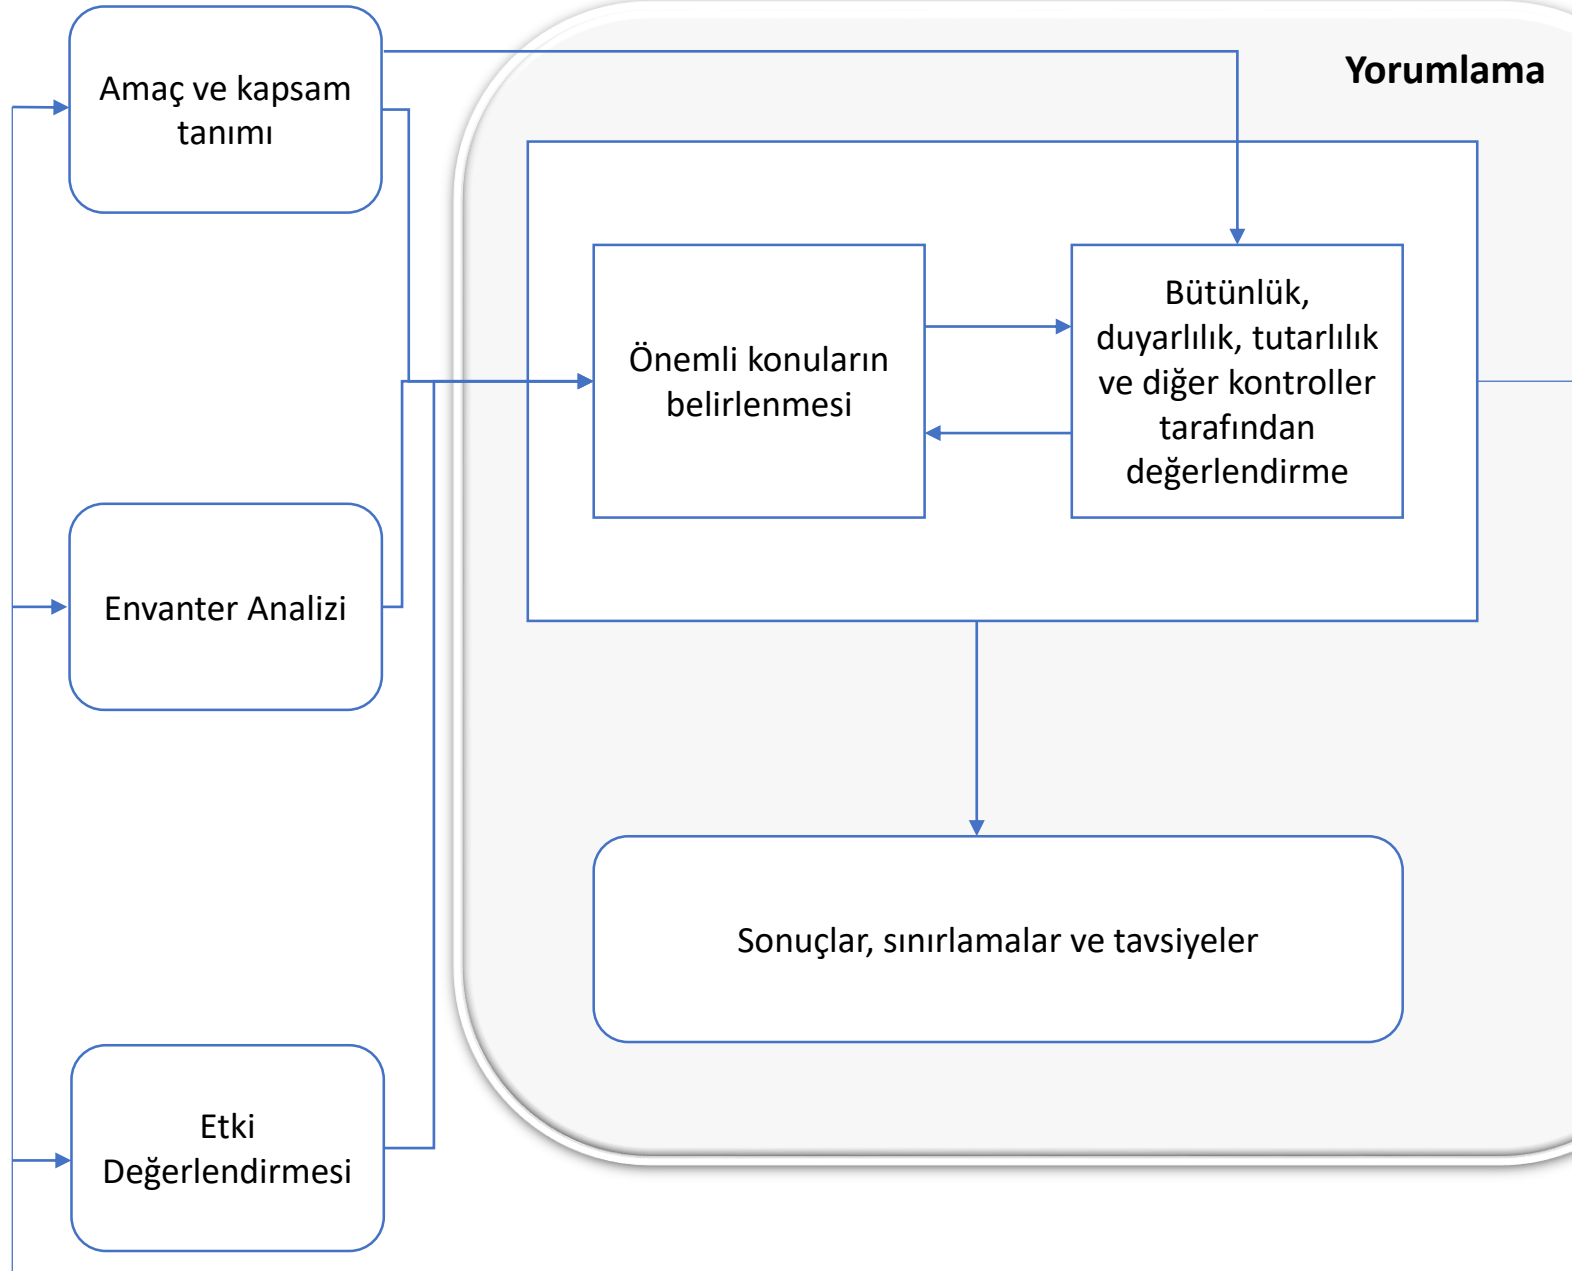 Yorumlama
Amaç ve kapsam
tanımı
Önemli konuların
belirlenmesi
Bütünlük,
duyarlılık, tutarlılık
ve diğer kontroller
tarafından
değerlendirme
Envanter Analizi
Sonuçlar, sınırlamalar ve tavsiyeler
Etki
Değerlendirmesi